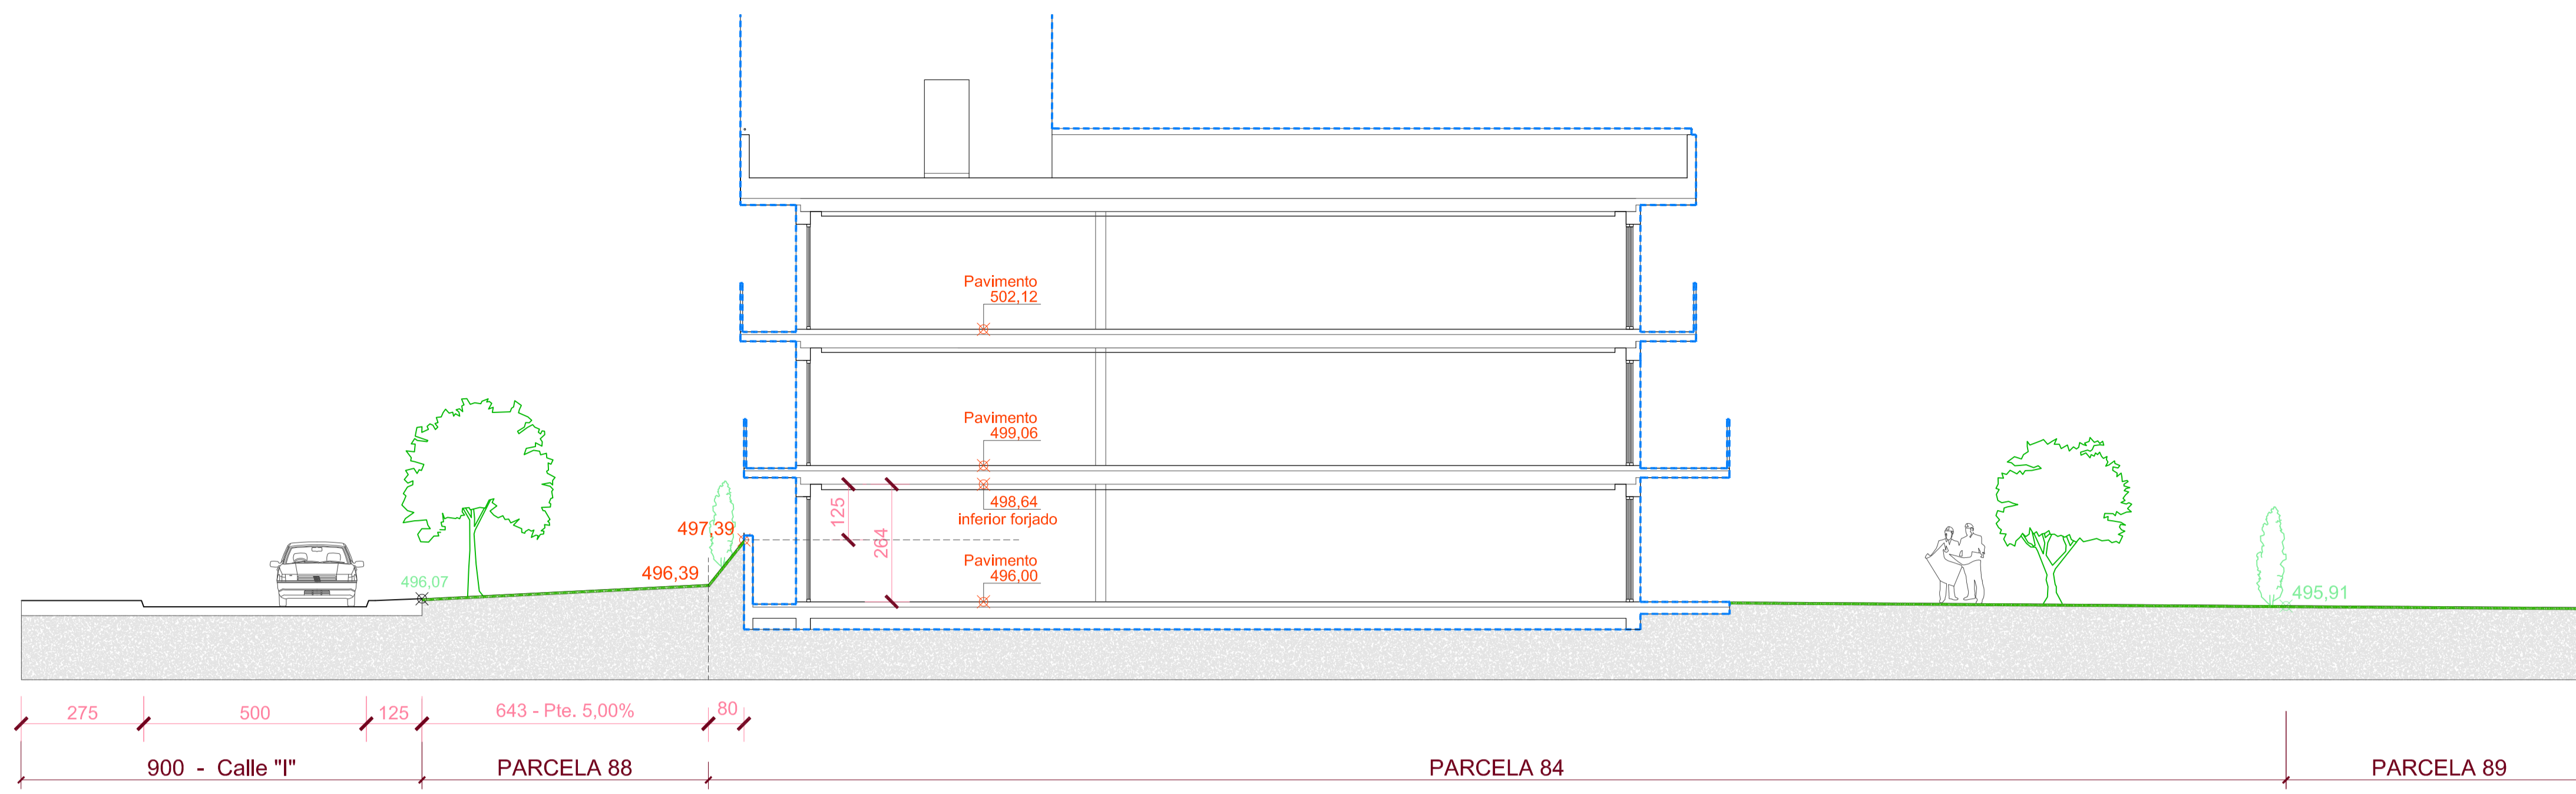 Pavimento
502,12
Pavimento
499,06
498,64
inferior forjado
125
264
497,39
496,39
496,07
Pavimento
496,00
495,91
275
500
125
643 - Pte. 5,00%
80
900 - Calle "I"
PARCELA 88
PARCELA 84
PARCELA 89